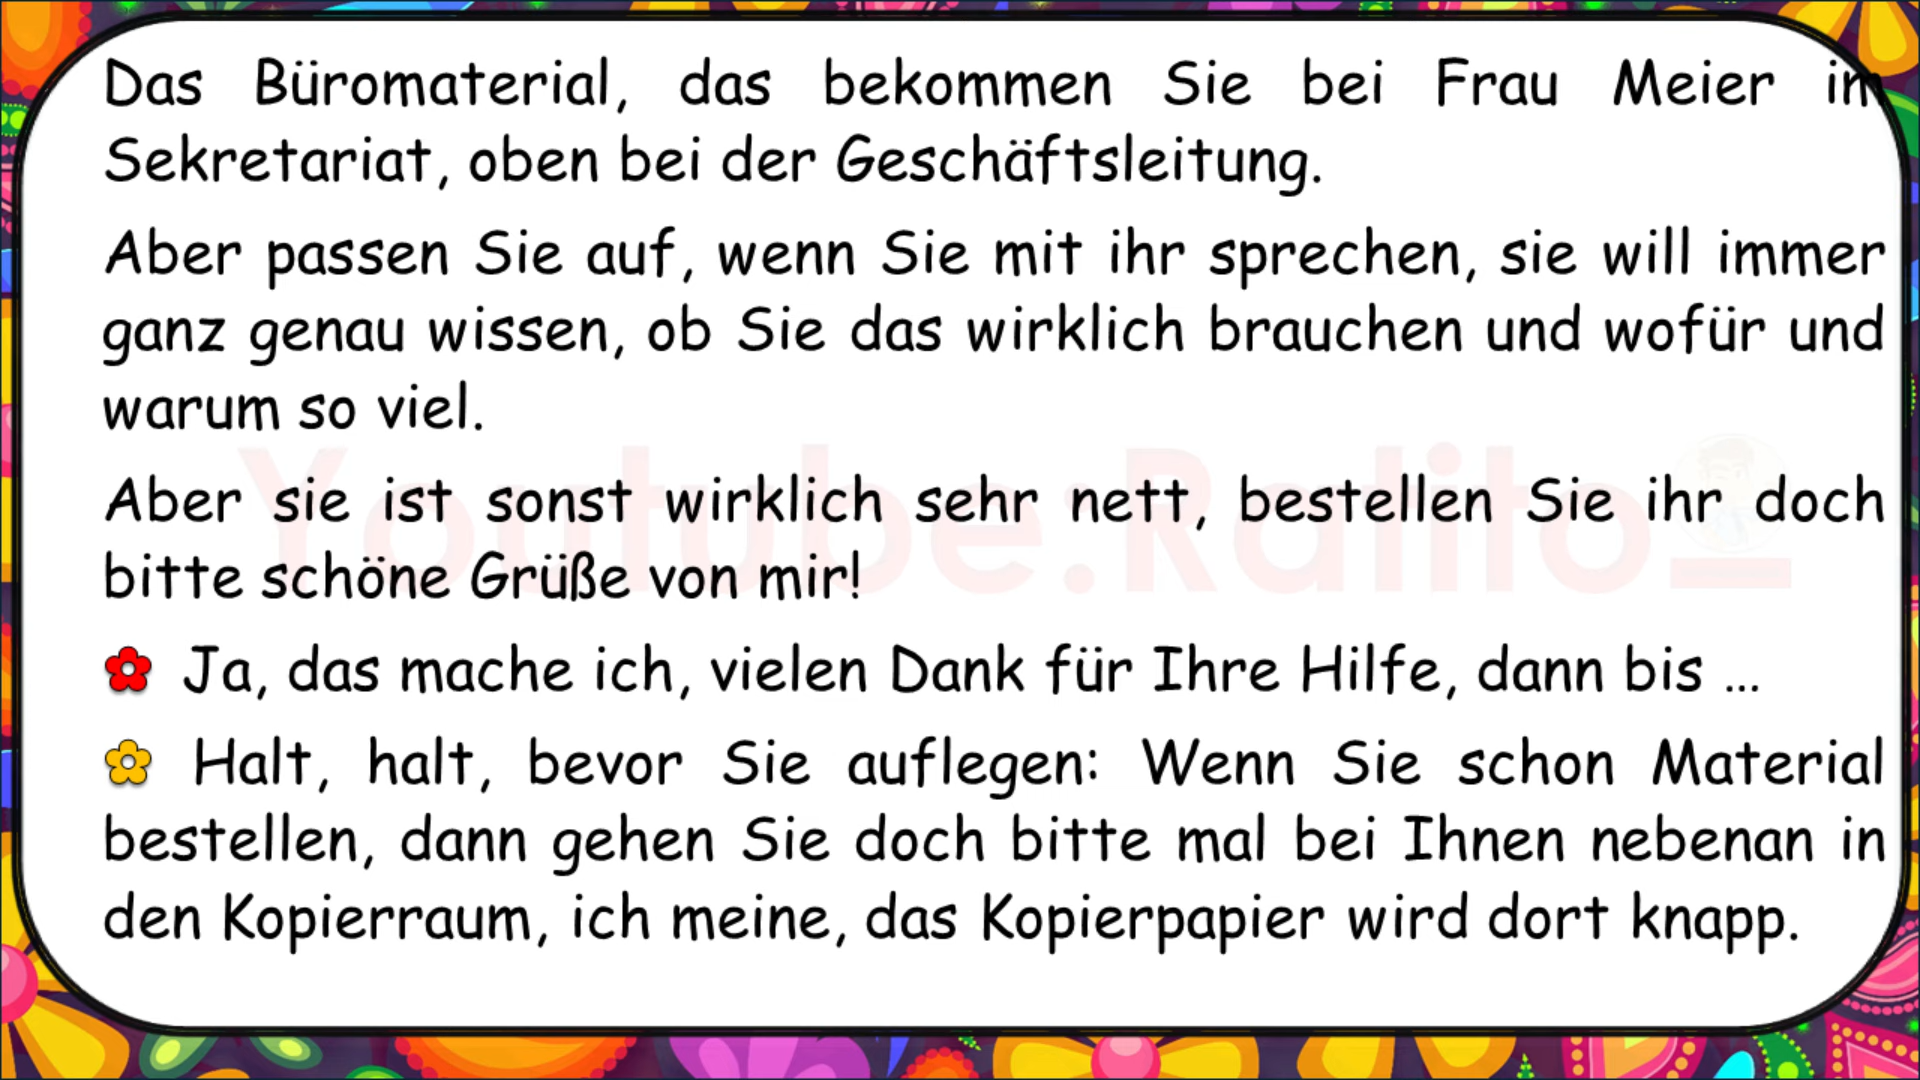 Das Büromaterial, das bekommen Sie bei Frau Meier im
Sekretariat, oben bei der Geschäftsleitung.
Aber passen Sie auf, wenn Sie mit ihr sprechen, sie will immer
ganz genau wissen, ob Sie das wirklich brauchen und wofür und
warum so viel.
Aber sie ist sonst wirklich sehr nett, bestellen Sie ihr doch
bitte schöne Grüße von mir!
Ja, das mache ich, vielen Dank für Ihre Hilfe, dann bis ...
Halt, halt, bevor Sie auflegen: Wenn Sie schon Material
bestellen, dann gehen Sie doch bitte mal bei Ihnen nebenan in
den Kopierraum, ich meine, das Kopierpapier wird dort knapp.
Youtube:Ralito_